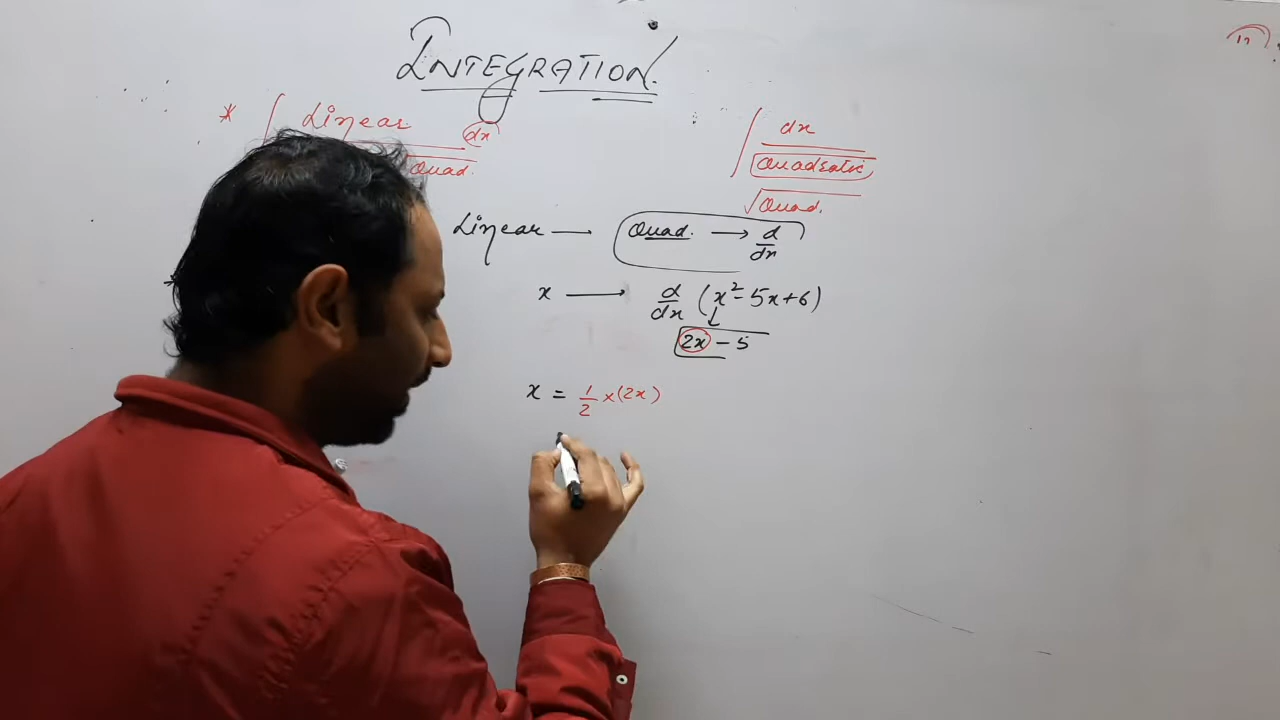 INTEGRATION.
* ∫ Linear dx
Quad.
∫ dx
Quadratic
√Quad.
Linear — Quad. → d/dx
x → d/dx (x² - 5x + 6)
↓
2x - 5
x = 1/2 x (2x)